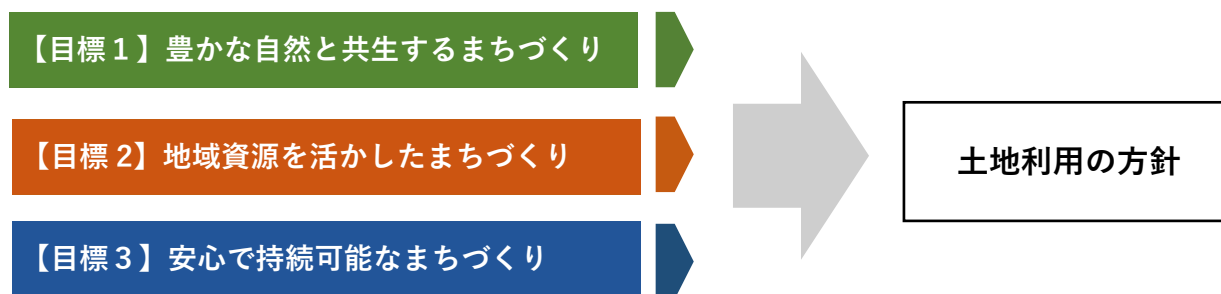 【目標１】豊かな自然と共生するまちづくり
【目標 2】地域資源を活かしたまちづくり
【目標３】安心で持続可能なまちづくり
土地利用の方針